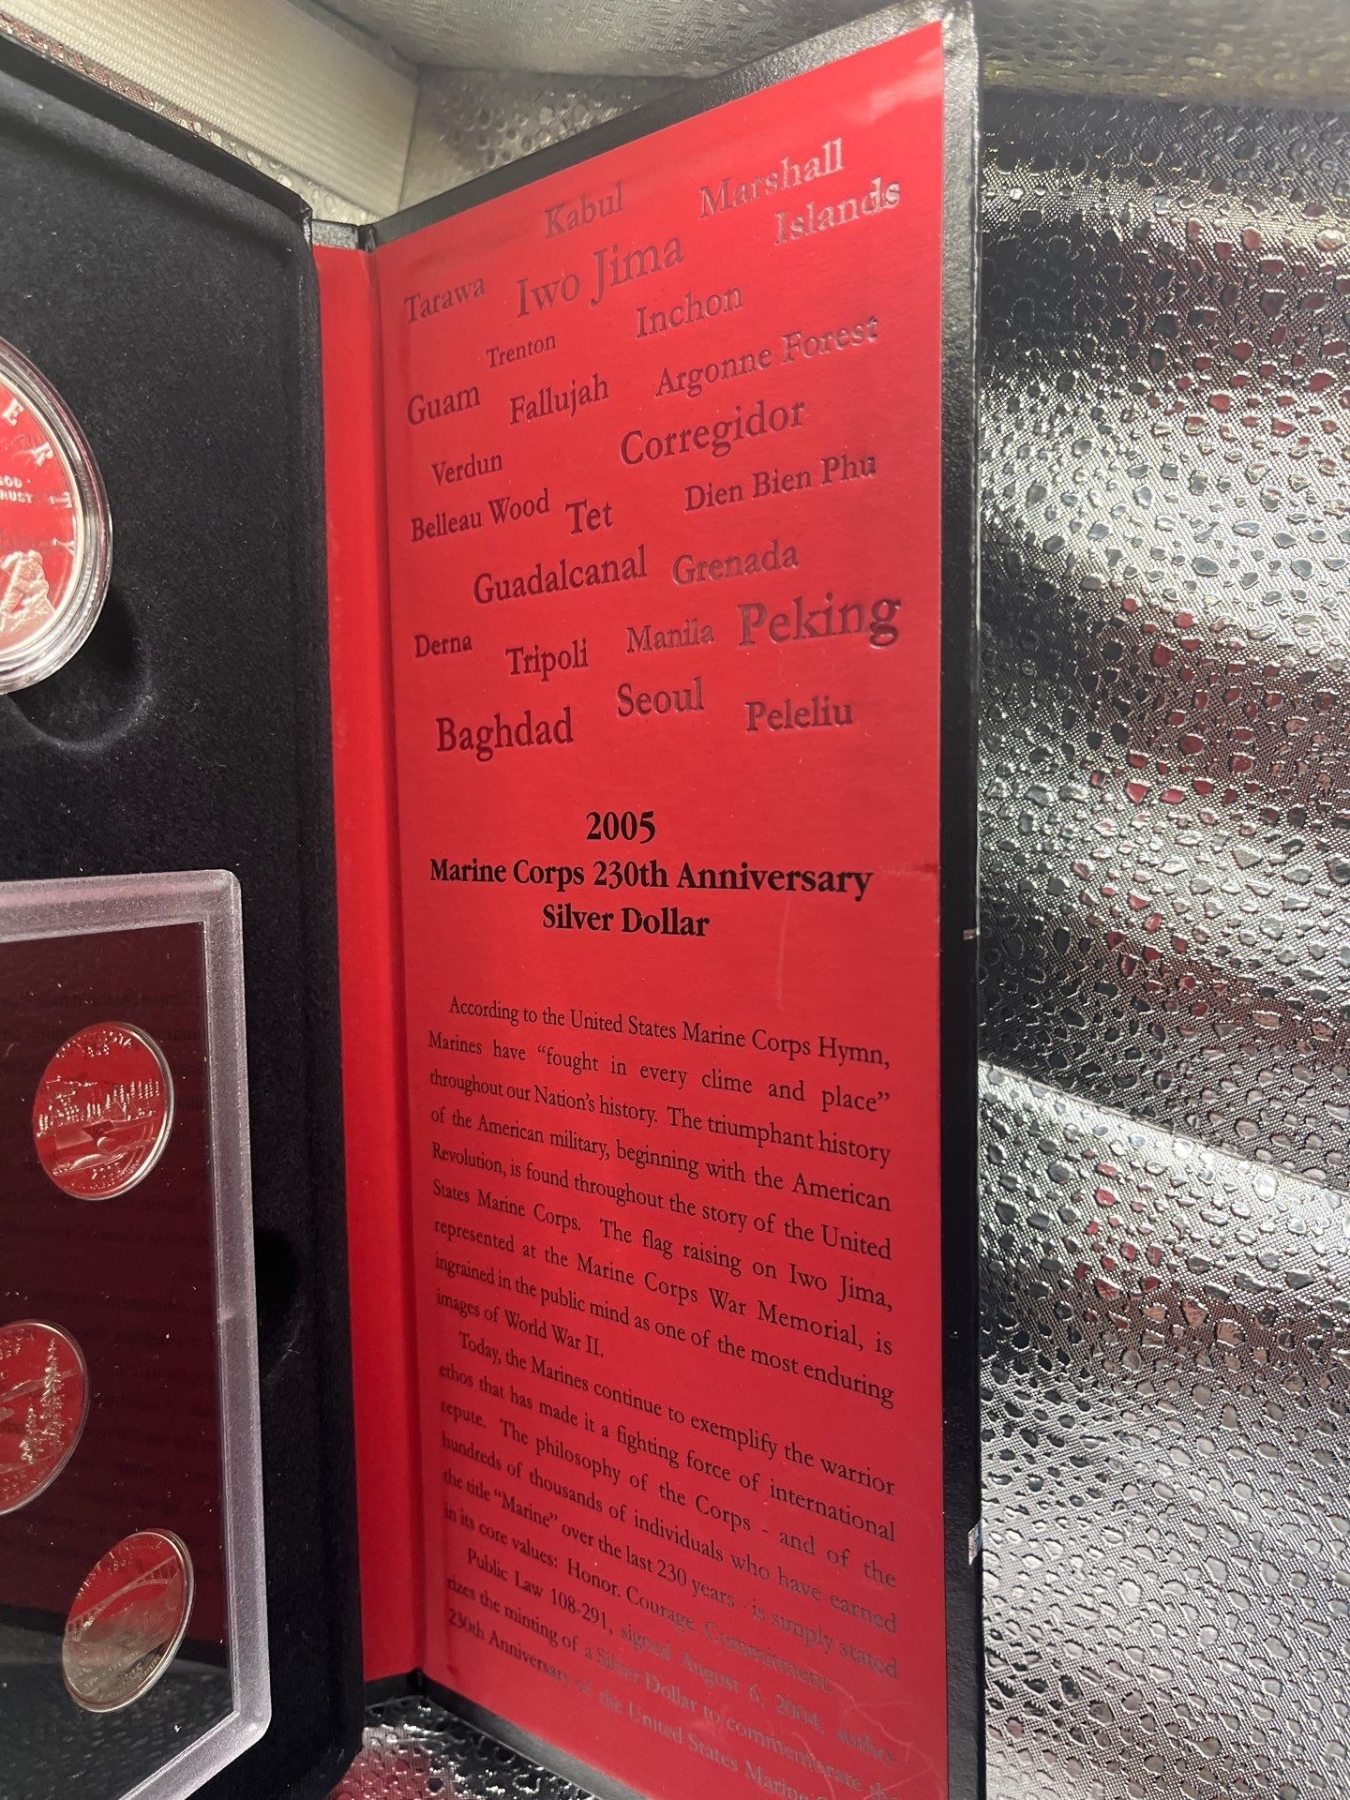 Kabul Marshall
Islands
Tarawa Iwo Jima
Inchon
Trenton
Argonne Forest
Guam Fallujah
Corregidor
Verdun
Dien Bien Phu
Belleau Wood Tet
Guadalcanal Grenada
Derna Tripoli Manila Peking
Baghdad Seoul Peleliu
2005
Marine Corps 230th Anniversary
Silver Dollar
According to the United States Marine Corps Hymn,
Marines have “fought in every clime and place”
throughout our Nation’s history. The triumphant history
of the American military, beginning with the American
Revolution, is found throughout the story of the United
States Marine Corps. The flag raising on Iwo Jima,
represented at the Marine Corps War Memorial, is
ingrained in the public mind as one of the most enduring
images of World War II.
Today, the Marines continue to exemplify the warrior
ethos that has made it a fighting force of international
repute. The philosophy of the Corps - and of the
hundreds of thousands of individuals who have earned
the title “Marine” over the last 230 years - is simply stated
in its core values: Honor. Courage. Commitment.
Public Law 108-291, signed August 6, 2004, autho-
rizes the minting of a Silver Dollar to commemorate the
230th Anniversary of the United States Marine
E R T Y
GOD
RUST